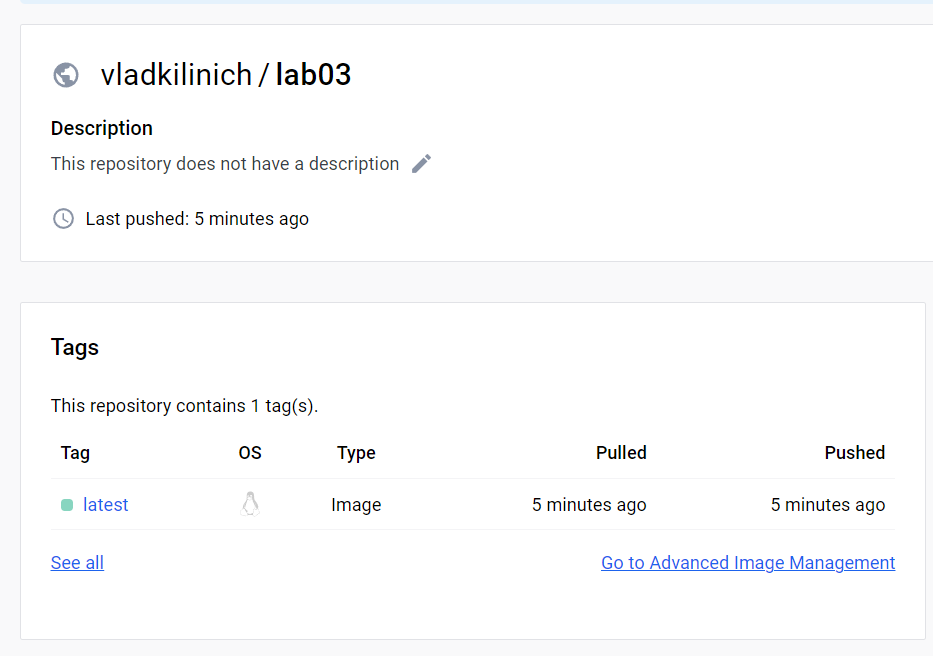 vladkilinich / lab03
Description
This repository does not have a description
Last pushed: 5 minutes ago
Tags
This repository contains 1 tag(s).
Tag OS Type Pulled Pushed
latest Image 5 minutes ago 5 minutes ago
See all Go to Advanced Image Management